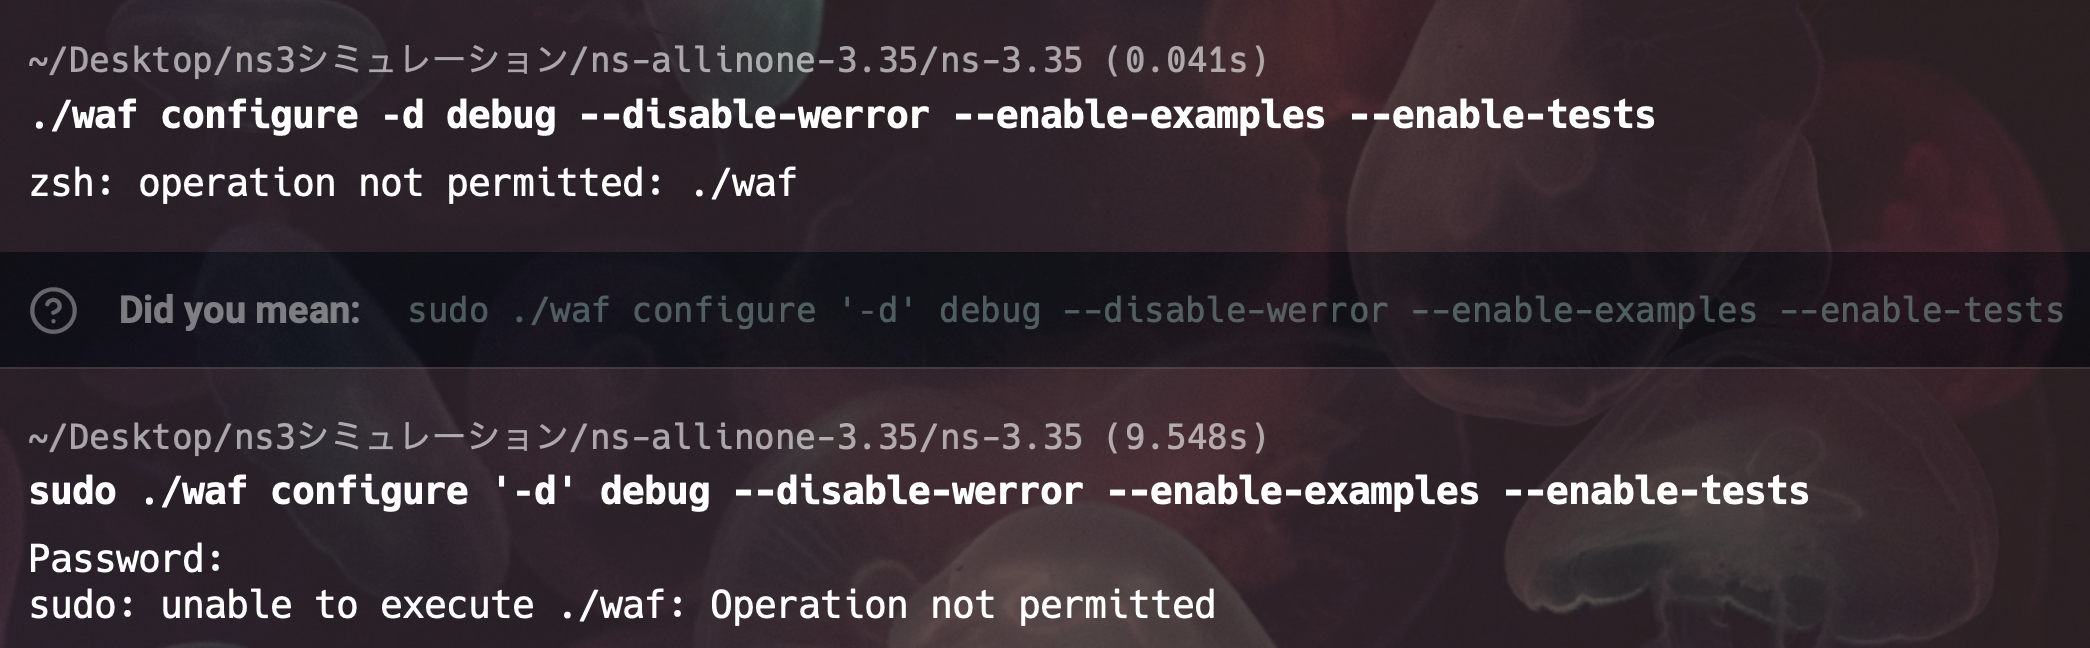 ~/Desktop/ns3シミュレーション/ns-allinone-3.35/ns-3.35 (0.041s)
./waf configure -d debug --disable-werror --enable-examples --enable-tests
zsh: operation not permitted: ./waf
Did you mean: sudo ./waf configure '-d' debug --disable-werror --enable-examples --enable-tests
~/Desktop/ns3シミュレーション/ns-allinone-3.35/ns-3.35 (9.548s)
sudo ./waf configure '-d' debug --disable-werror --enable-examples --enable-tests
Password:
sudo: unable to execute ./waf: Operation not permitted